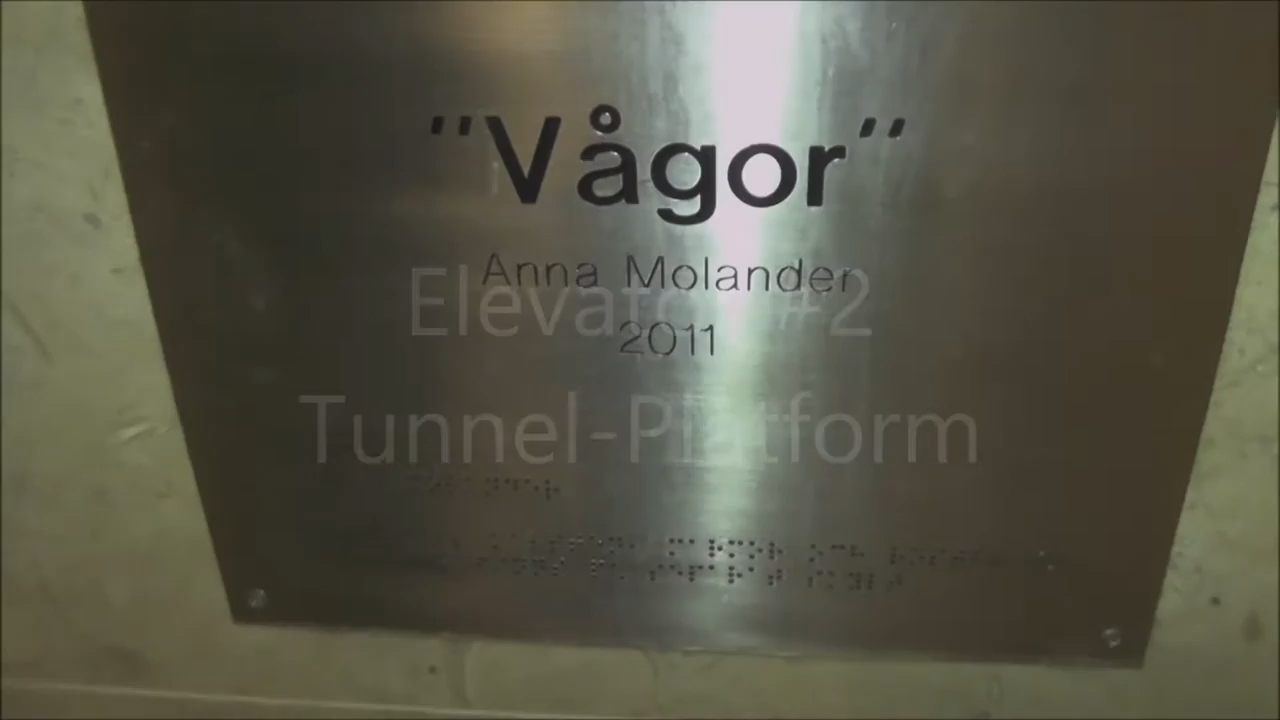 "Vågor"
Anna Molander
Elevator #2
2011
Tunnel-Platform